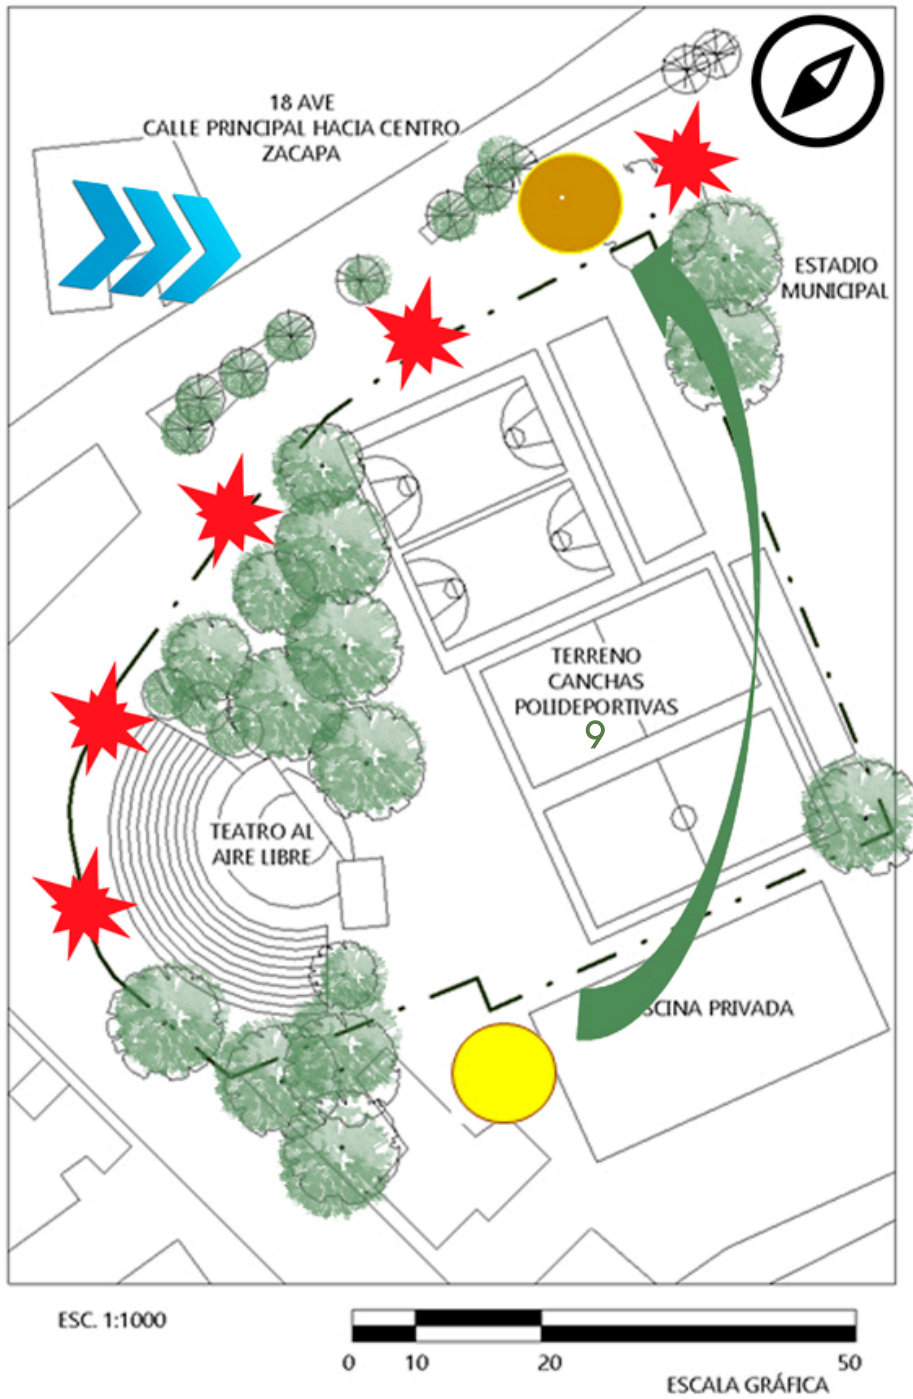 18 AVE
CALLE PRINCIPAL HACIA CENTRO
ZACAPA
ESTADIO
MUNICIPAL
TERRENO
CANCHAS
POLIDEPORTIVAS
9
TEATRO AL
AIRE LIBRE
SCINA PRIVADA
ESC. 1:1000
0 10 20 50
ESCALA GRÁFICA